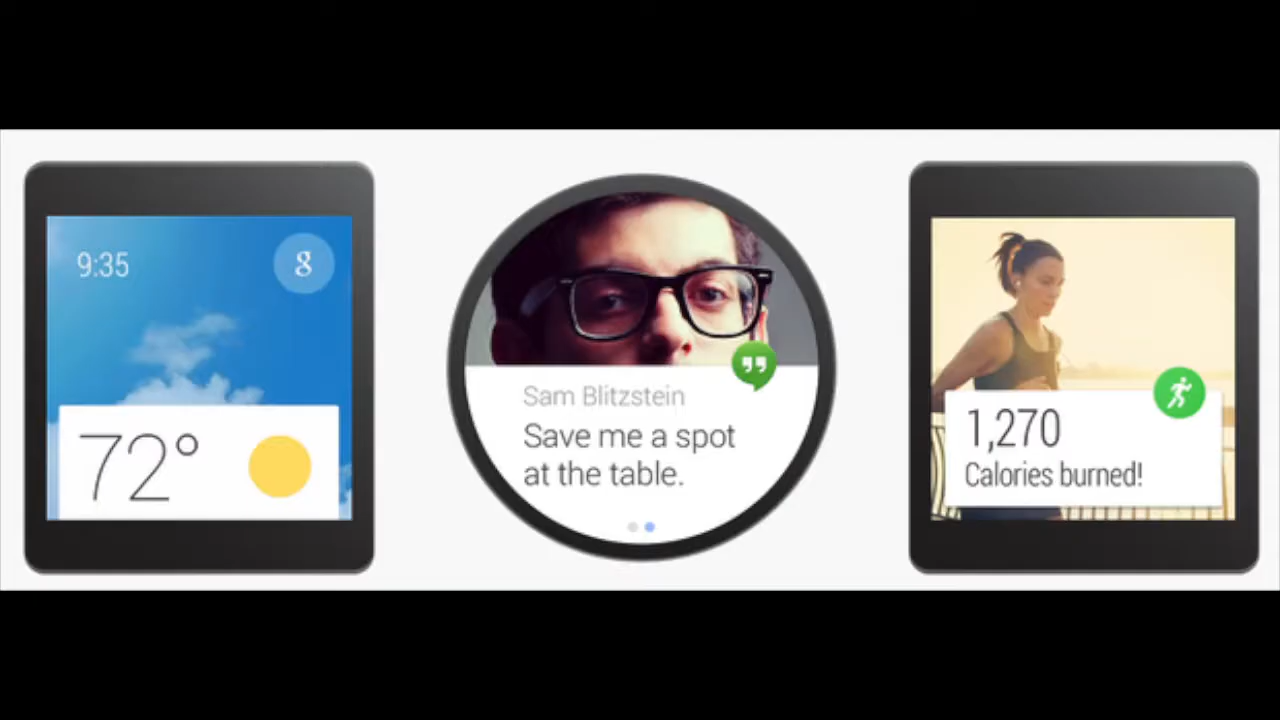 9:35
g
72°
Sam Blitzstein
Save me a spot
at the table.
1,270
Calories burned!